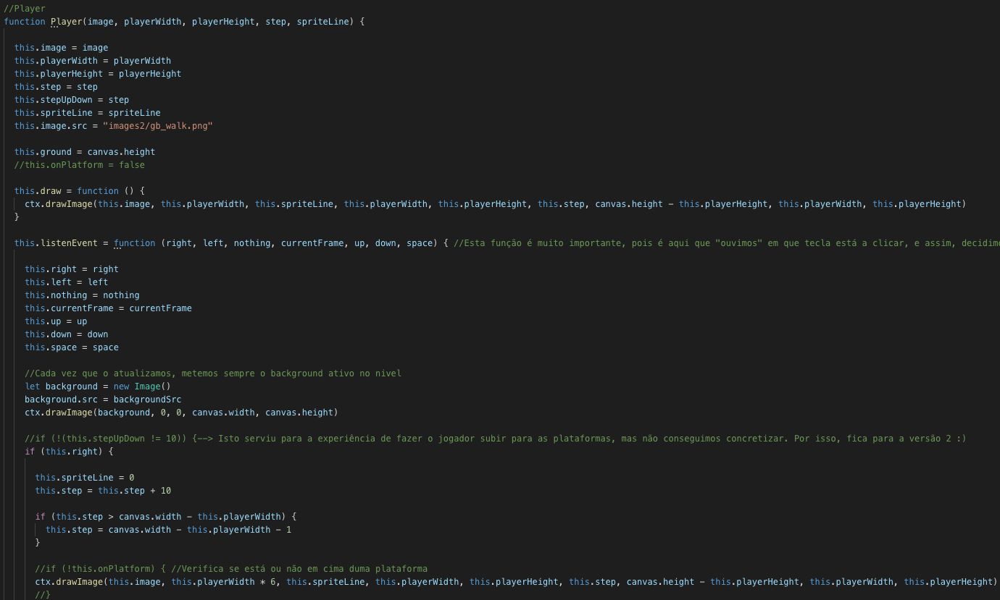 //Player
function Player(image, playerWidth, playerHeight, step, spriteLine) {
this.image = image
this.playerWidth = playerWidth
this.playerHeight = playerHeight
this.step = step
this.stepUpDown = step
this.spriteLine = spriteLine
this.image.src = "images2/gb_walk.png"
this.ground = canvas.height
//this.onPlatform = false
this.draw = function () {
ctx.drawImage(this.image, this.playerWidth, this.spriteLine, this.playerWidth, this.playerHeight, this.step, canvas.height - this.playerHeight, this.playerWidth, this.playerHeight)
}
this.listenEvent = function (right, left, nothing, currentFrame, up, down, space) { //Esta função é muito importante, pois é aqui que "ouvimos" em que tecla está a clicar, e assim, decidimo
this.right = right
this.left = left
this.nothing = nothing
this.currentFrame = currentFrame
this.up = up
this.down = down
this.space = space
//Cada vez que o atualizamos, metemos sempre o background ativo no nivel
let background = new Image()
background.src = backgroundSrc
ctx.drawImage(background, 0, 0, canvas.width, canvas.height)
//if (!(this.stepUpDown != 10)) {--> Isto serviu para a experiência de fazer o jogador subir para as plataformas, mas não conseguimos concretizar. Por isso, fica para a versão 2 :)
if (this.right) {
this.spriteLine = 0
this.step = this.step + 10
if (this.step > canvas.width - this.playerWidth) {
this.step = canvas.width - this.playerWidth - 1
}
//if (!this.onPlatform) { //Verifica se está ou não em cima duma plataforma
ctx.drawImage(this.image, this.playerWidth * 6, this.spriteLine, this.playerWidth, this.playerHeight, this.step, canvas.height - this.playerHeight, this.playerWidth, this.playerHeight)
//}